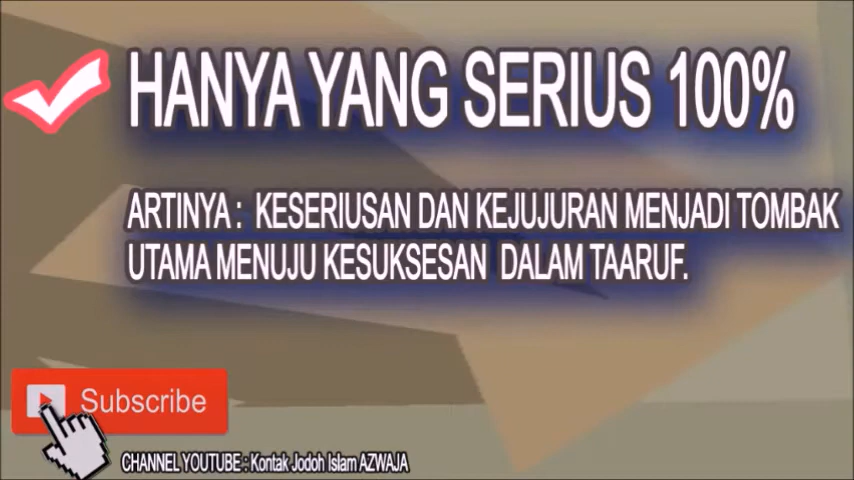 HANYA YANG SERIUS 100%
ARTINYA : KESERIUSAN DAN KEJUJURAN MENJADI TOMBAK
UTAMA MENUJU KESUKSESAN DALAM TAARUF.
Subscribe
CHANNEL YOUTUBE : Kontak Jodoh Islam AZWAJA